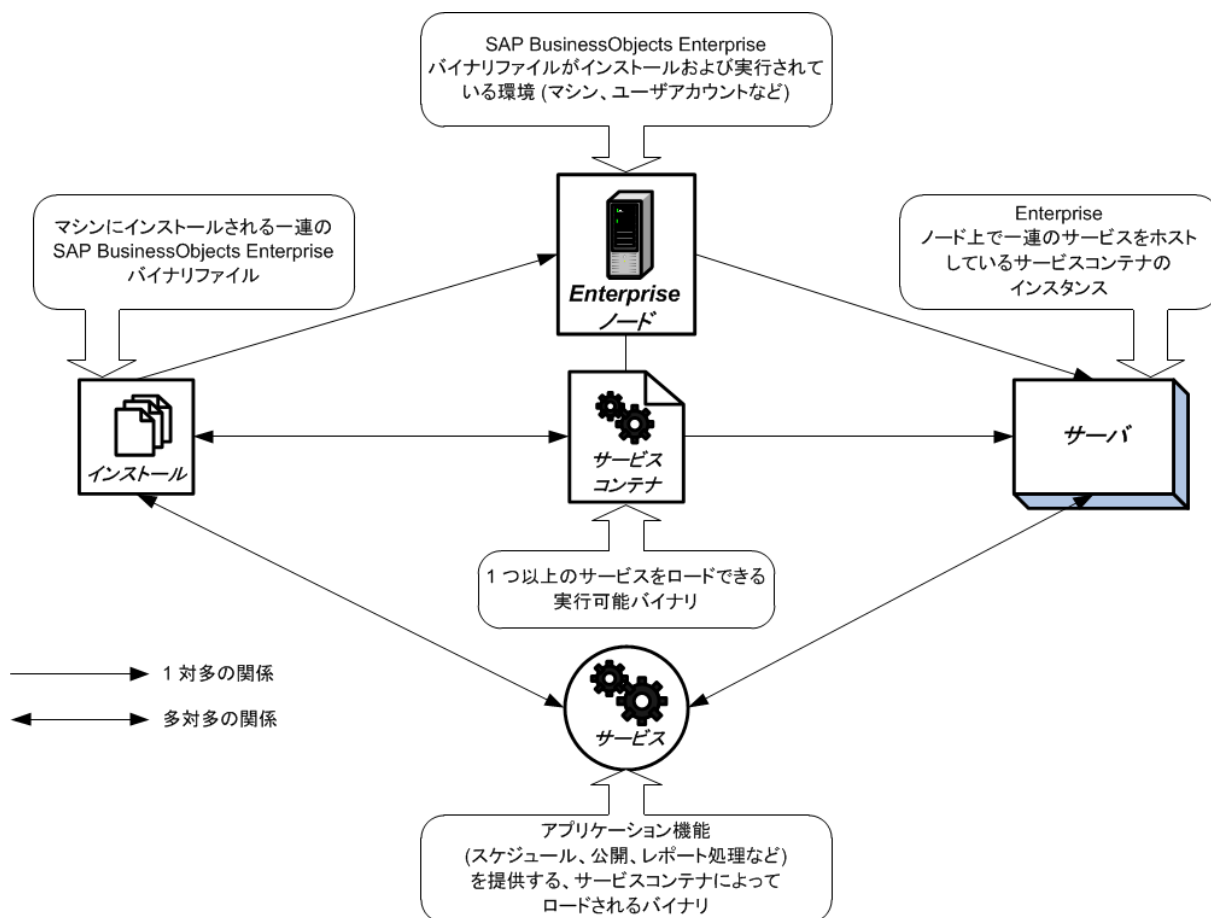 SAP BusinessObjects Enterprise
バイナリファイルがインストールおよび実行されて
いる環境 (マシン、ユーザアカウントなど)
マシンにインストールされる一連の
SAP BusinessObjects Enterprise
バイナリファイル
Enterprise
ノード上で一連のサービスをホスト
しているサービスコンテナの
インスタンス
Enterprise
ノード
インストール
サービス
コンテナ
サーバ
1 つ以上のサービスをロードできる
実行可能バイナリ
1 対多の関係
多対多の関係
サービス
アプリケーション機能
(スケジュール、公開、レポート処理など)
を提供する、サービスコンテナによって
ロードされるバイナリ